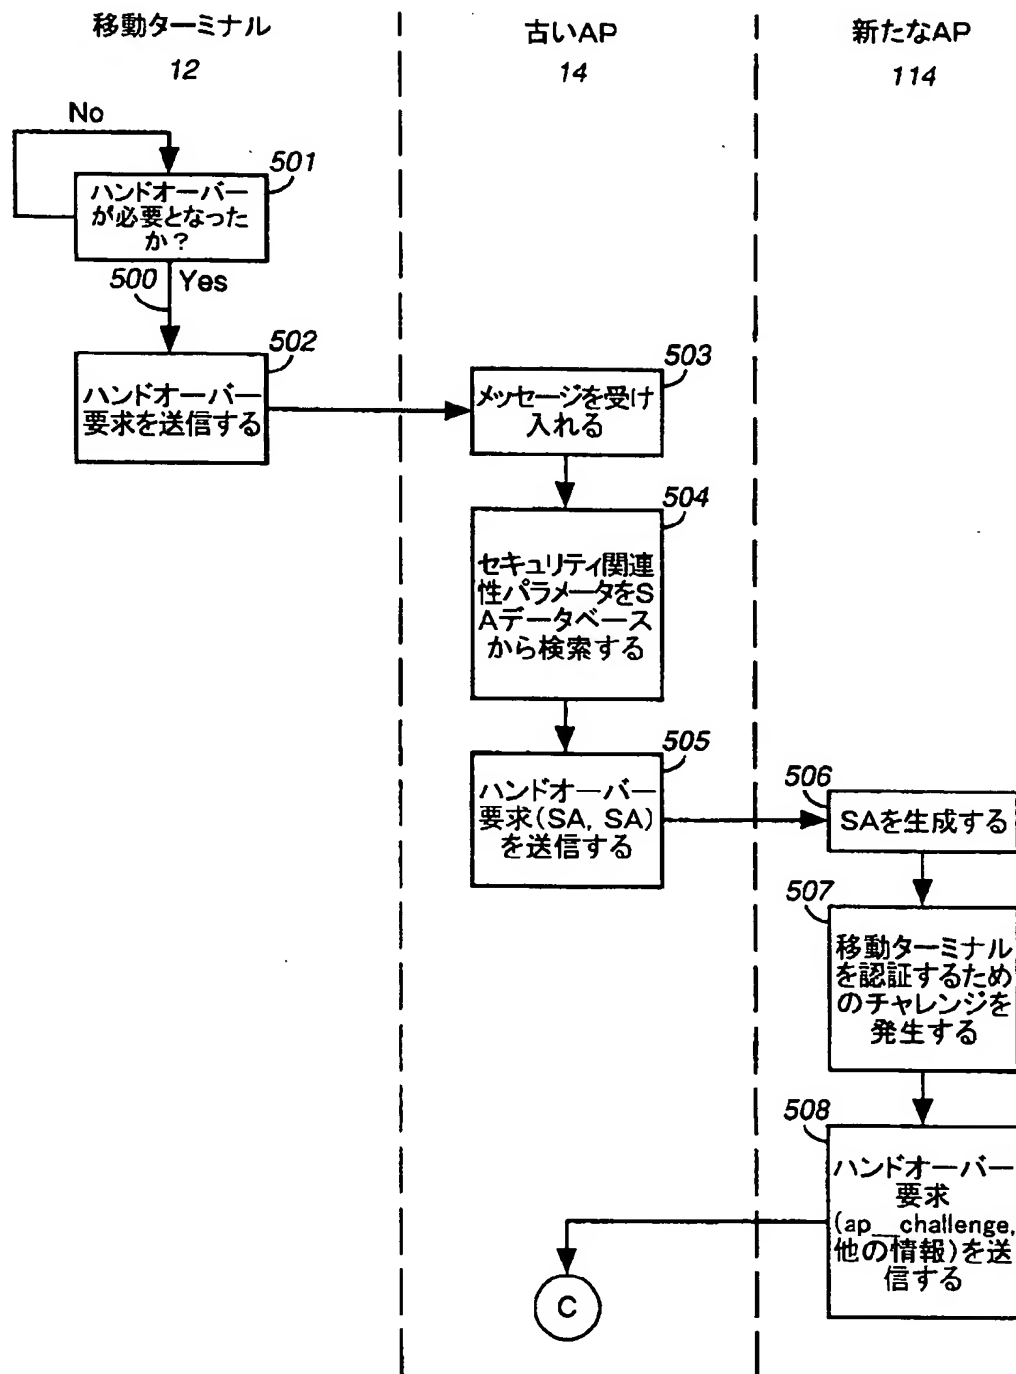 移動ターミナル
12
古いAP
14
新たなAP
114
No
501
ハンドオーバー
が必要となった
か?
500
Yes
502
ハンドオーバー
要求を送信する
503
メッセージを受け
入れる
504
セキュリティ関連
性パラメータをS
Aデータベース
から検索する
505
ハンドオーバー
要求(SA, SA)
を送信する
506
SAを生成する
507
移動ターミナル
を認証するため
のチャレンジを
発生する
508
ハンドオーバー
要求
(ap__challenge,
他の情報)を送
信する
C